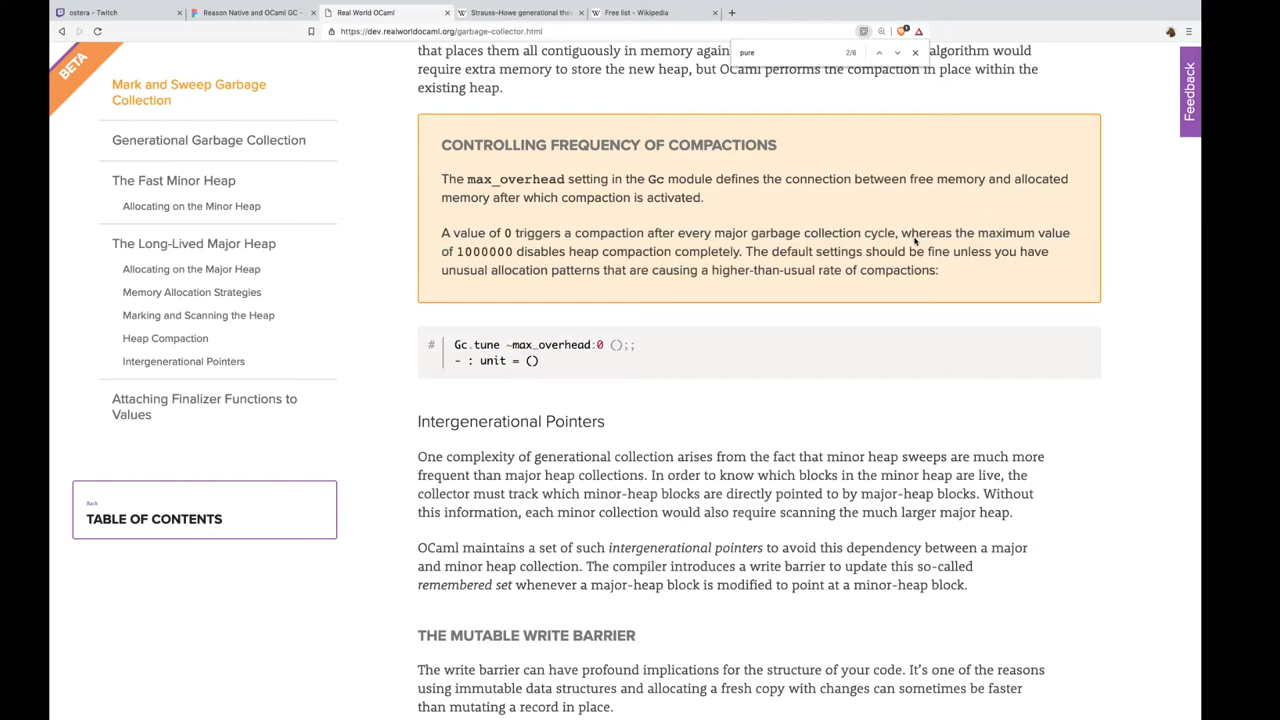 ostera - Twitch
Reason Native and OCaml GC -
Real World OCaml
Strauss–Howe generational the
Free list - Wikipedia
https://dev.realworldocaml.org/garbage-collector.html
pure 2/6
BETA
Feedback
Mark and Sweep Garbage
Collection
Generational Garbage Collection
The Fast Minor Heap
Allocating on the Minor Heap
The Long-Lived Major Heap
Allocating on the Major Heap
Memory Allocation Strategies
Marking and Scanning the Heap
Heap Compaction
Intergenerational Pointers
Attaching Finalizer Functions to
Values
Back
TABLE OF CONTENTS
that places them all contiguously in memory again algorithm would
require extra memory to store the new heap, but OCaml performs the compaction in place within the
existing heap.
CONTROLLING FREQUENCY OF COMPACTIONS
The max_overhead setting in the Gc module defines the connection between free memory and allocated
memory after which compaction is activated.
A value of 0 triggers a compaction after every major garbage collection cycle, whereas the maximum value
of 1000000 disables heap compaction completely. The default settings should be fine unless you have
unusual allocation patterns that are causing a higher-than-usual rate of compactions:
# Gc.tune ~max_overhead:0 ();;
- : unit = ()
Intergenerational Pointers
One complexity of generational collection arises from the fact that minor heap sweeps are much more
frequent than major heap collections. In order to know which blocks in the minor heap are live, the
collector must track which minor-heap blocks are directly pointed to by major-heap blocks. Without
this information, each minor collection would also require scanning the much larger major heap.
OCaml maintains a set of such intergenerational pointers to avoid this dependency between a major
and minor heap collection. The compiler introduces a write barrier to update this so-called
remembered set whenever a major-heap block is modified to point at a minor-heap block.
THE MUTABLE WRITE BARRIER
The write barrier can have profound implications for the structure of your code. It's one of the reasons
using immutable data structures and allocating a fresh copy with changes can sometimes be faster
than mutating a record in place.